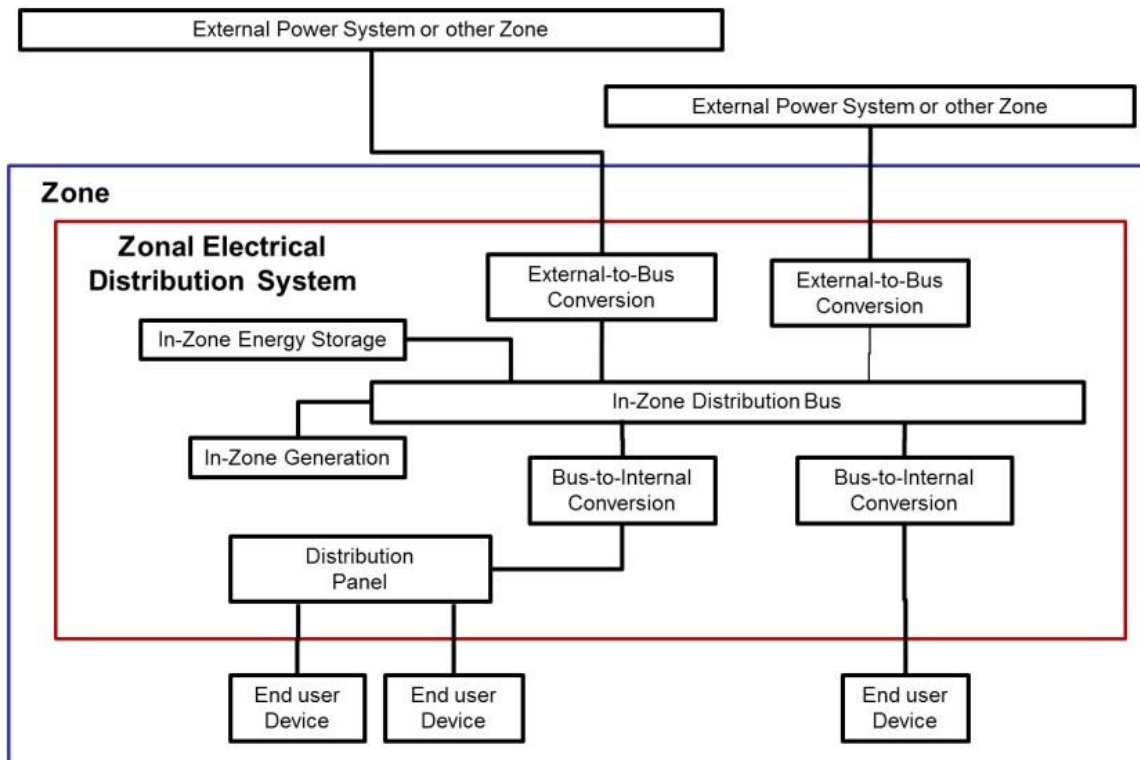 External Power System or other Zone
External Power System or other Zone
Zone
Zonal Electrical
Distribution System
External-to-Bus
Conversion
External-to-Bus
Conversion
In-Zone Energy Storage
In-Zone Distribution Bus
In-Zone Generation
Bus-to-Internal
Conversion
Bus-to-Internal
Conversion
Distribution
Panel
End user
Device
End user
Device
End user
Device